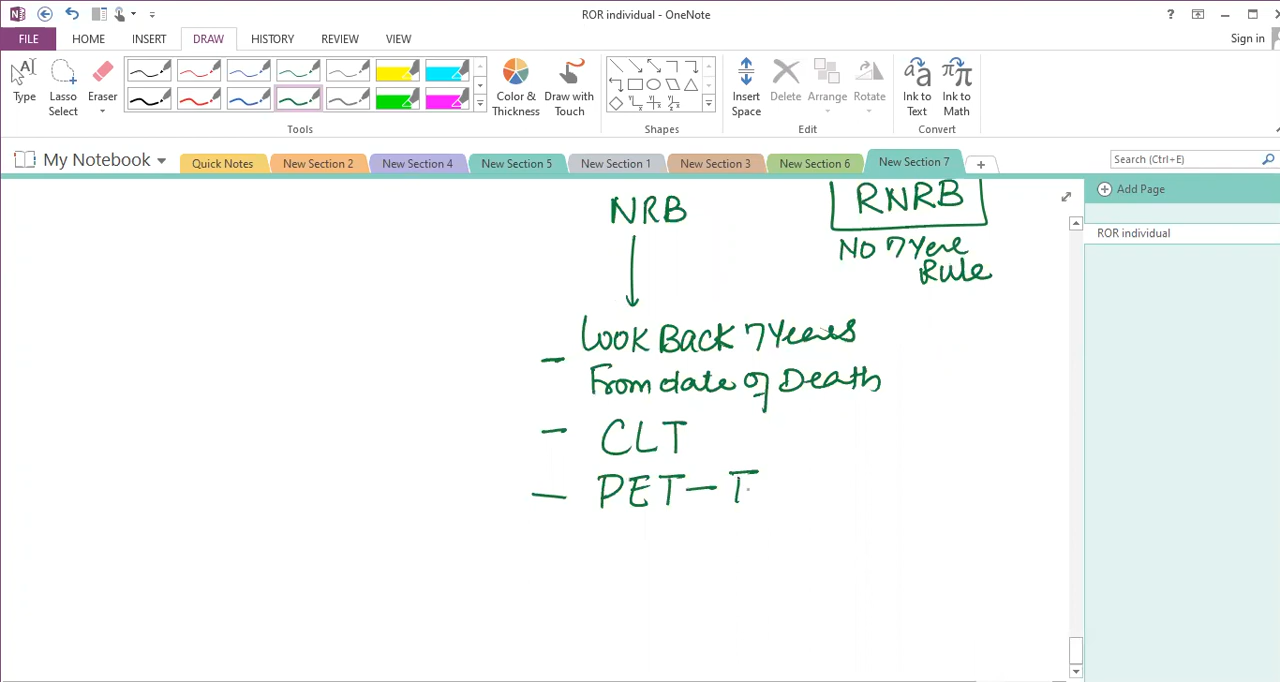 ROR individual - OneNote
Sign in
FILE HOME INSERT DRAW HISTORY REVIEW VIEW
Type
Lasso Select
Eraser
Color & Thickness
Draw with Touch
Insert Space
Delete
Arrange
Rotate
Ink to Text
Ink to Math
Tools
Shapes
Edit
Convert
My Notebook
Quick Notes
New Section 2
New Section 4
New Section 5
New Section 1
New Section 3
New Section 6
New Section 7
Search (Ctrl+E)
Add Page
ROR individual
NRB
RNRB
NO 7 Year
Rule
- Look Back 7 Years
From date of Death
- CLT
- PET - T